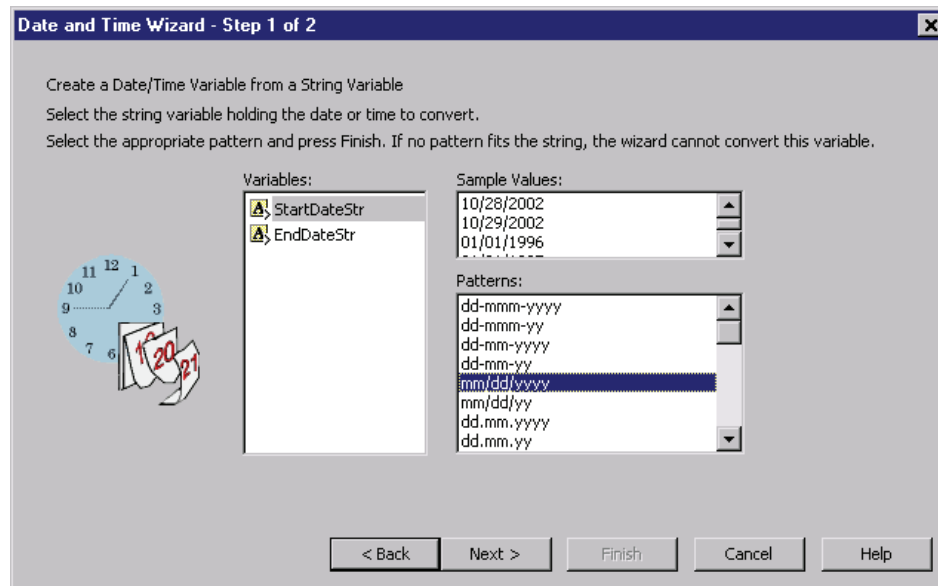 Date and Time Wizard - Step 1 of 2
Create a Date/Time Variable from a String Variable
Select the string variable holding the date or time to convert.
Select the appropriate pattern and press Finish. If no pattern fits the string, the wizard cannot convert this variable.
Variables:
StartDateStr
EndDateStr
Sample Values:
10/28/2002
10/29/2002
01/01/1996
Patterns:
dd-mmm-yyyy
dd-mmm-yy
dd-mm-yyyy
dd-mm-yy
mm/dd/yyyy
mm/dd/yy
dd.mm.yyyy
dd.mm.yy
11 12 1
10 2
9 3
8
7 6
19 20 21
< Back Next > Finish Cancel Help